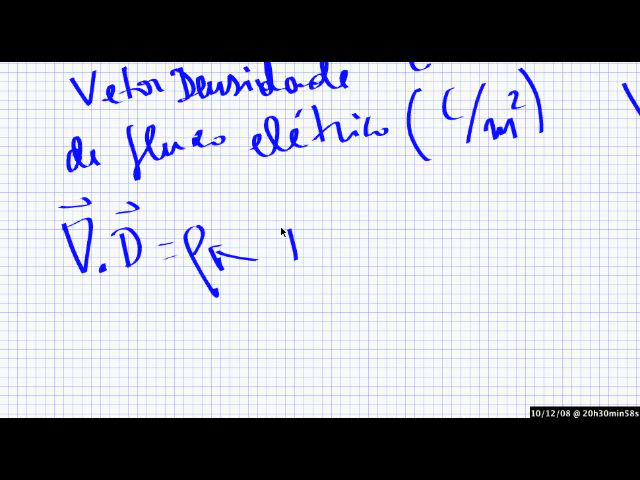 Vetor Densidade
de fluxo elétrico (C/m²)
∇⃗ . D⃗ = ρ ←
10/12/08 @ 20h30min58s